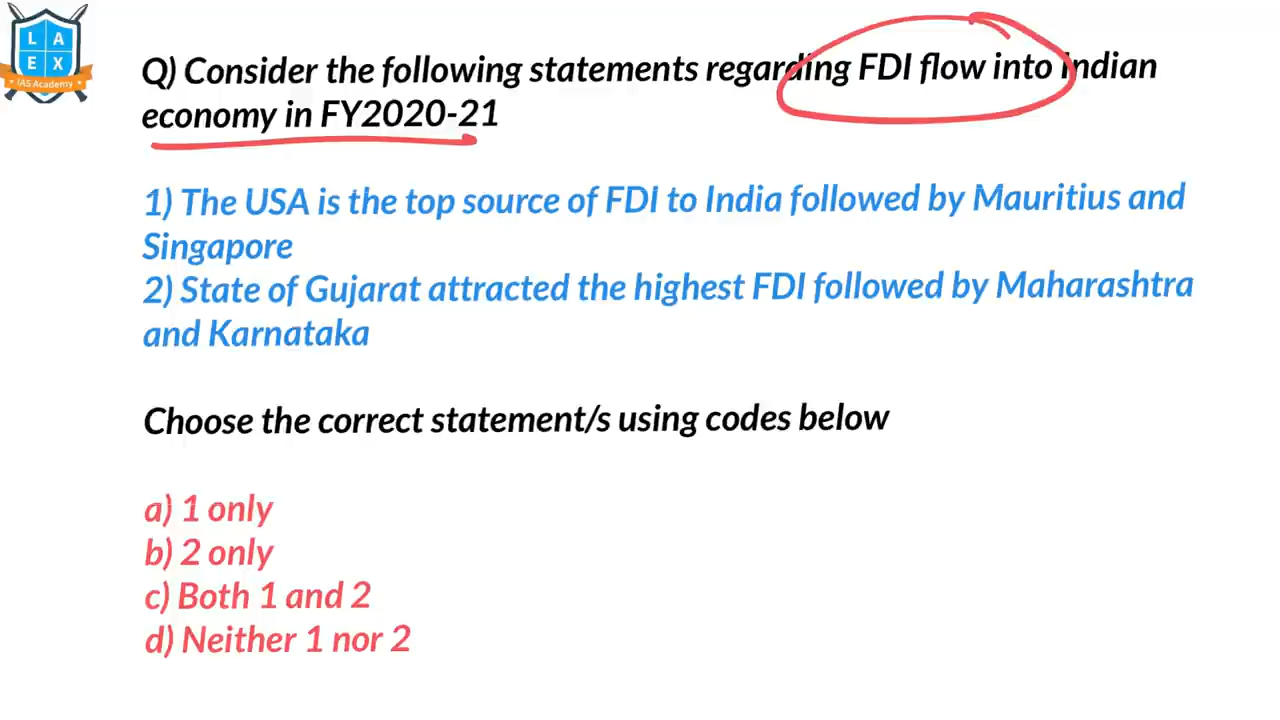 L A
E X
IAS Academy
Q) Consider the following statements regarding FDI flow into Indian
economy in FY2020-21
1) The USA is the top source of FDI to India followed by Mauritius and
Singapore
2) State of Gujarat attracted the highest FDI followed by Maharashtra
and Karnataka
Choose the correct statement/s using codes below
a) 1 only
b) 2 only
c) Both 1 and 2
d) Neither 1 nor 2